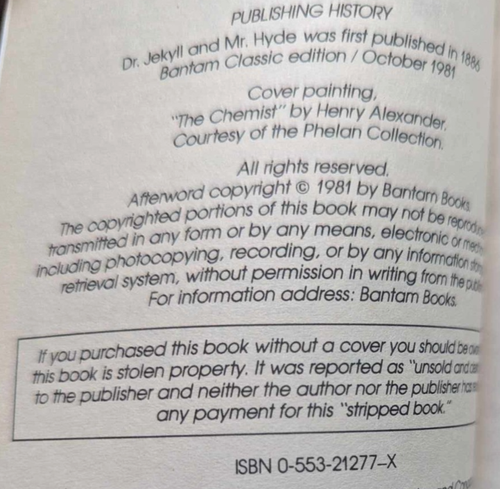 PUBLISHING HISTORY
Dr. Jekyll and Mr. Hyde was first published in 1886
Bantam Classic edition / October 1981
Cover painting,
"The Chemist" by Henry Alexander.
Courtesy of the Phelan Collection.
All rights reserved.
Afterword copyright © 1981 by Bantam Books
The copyrighted portions of this book may not be
transmitted in any form or by any means, electronic or
including photocopying, recording, or by any information
retrieval system, without permission in writing from the
For information address: Bantam Books.
If you purchased this book without a cover you should be
this book is stolen property. It was reported as "unsold and
to the publisher and neither the author nor the publisher has
any payment for this "stripped book."
ISBN 0-553-21277-X